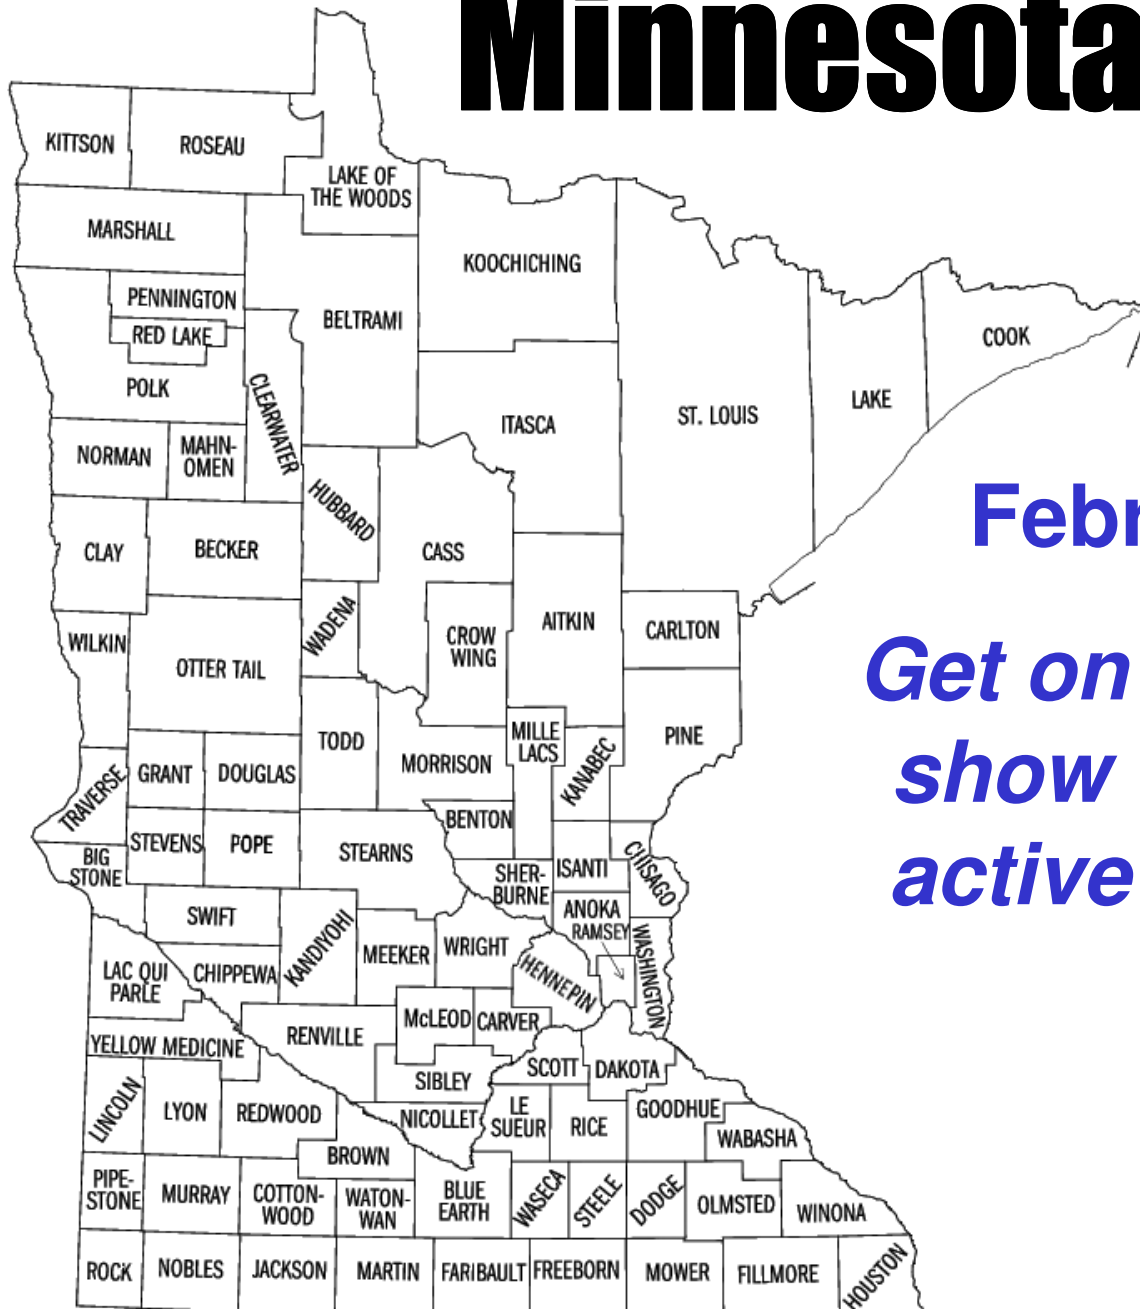 Minnesota
KITTSON
ROSEAU
LAKE OF
THE WOODS
MARSHALL
KOOCHICHING
PENNINGTON
BELTRAMI
RED LAKE
COOK
POLK
CLEARWATER
LAKE
ST. LOUIS
ITASCA
NORMAN
MAHN-
OMEN
HUBBARD
Febr
CLAY
BECKER
CASS
WADENA
AITKIN
CARLTON
WILKIN
CROW
WING
OTTER TAIL
Get on
TODD
MILLE
LACS
PINE
MORRISON
KANABEC
show
TRAVERSE
GRANT
DOUGLAS
BENTON
STEVENS
POPE
STEARNS
BIG
STONE
ISANTI
CHISAGO
active
SHER-
BURNE
SWIFT
ANOKA
RAMSEY
KANDIYOHI
MEEKER
WRIGHT
WASHINGTON
LAC QUI
PARLE
CHIPPEWA
HENNEPIN
McLEOD
CARVER
RENVILLE
YELLOW MEDICINE
SCOTT
DAKOTA
SIBLEY
LINCOLN
LYON
REDWOOD
NICOLLET
LE
SUEUR
RICE
GOODHUE
WABASHA
BROWN
PIPE-
STONE
MURRAY
COTTON-
WOOD
WATON-
WAN
BLUE
EARTH
WASECA
STEELE
DODGE
OLMSTED
WINONA
ROCK
NOBLES
JACKSON
MARTIN
FARIBAULT
FREEBORN
MOWER
FILLMORE
HOUSTON